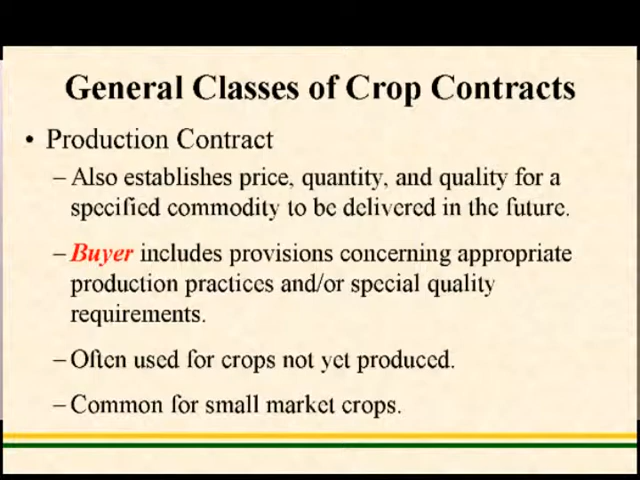 General Classes of Crop Contracts
• Production Contract
– Also establishes price, quantity, and quality for a
specified commodity to be delivered in the future.
– Buyer includes provisions concerning appropriate
production practices and/or special quality
requirements.
– Often used for crops not yet produced.
– Common for small market crops.